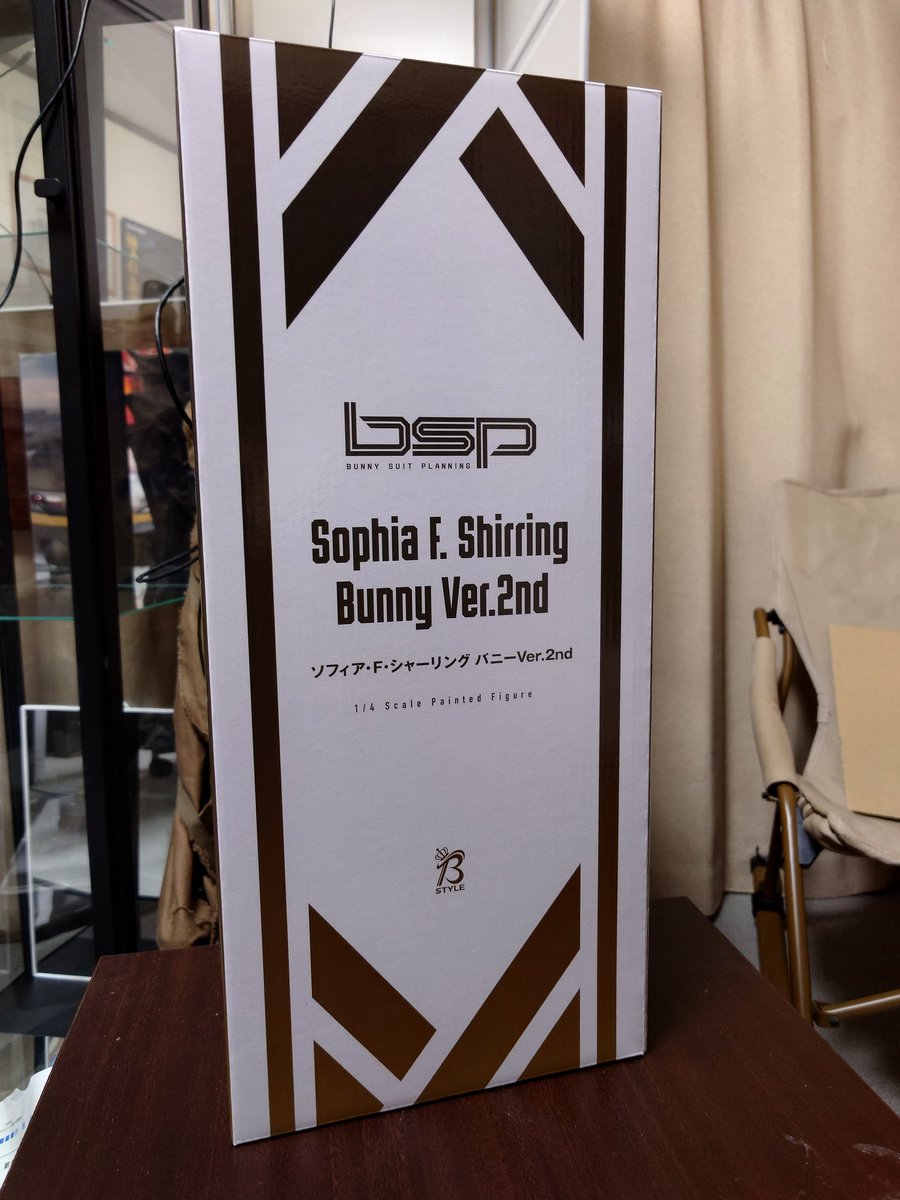 bsp
BUNNY SUIT PLANNING
Sophia F. Shirring
Bunny Ver.2nd
ソフィア・F・シャーリング バニーVer.2nd
1/4 Scale Painted Figure
B
STYLE